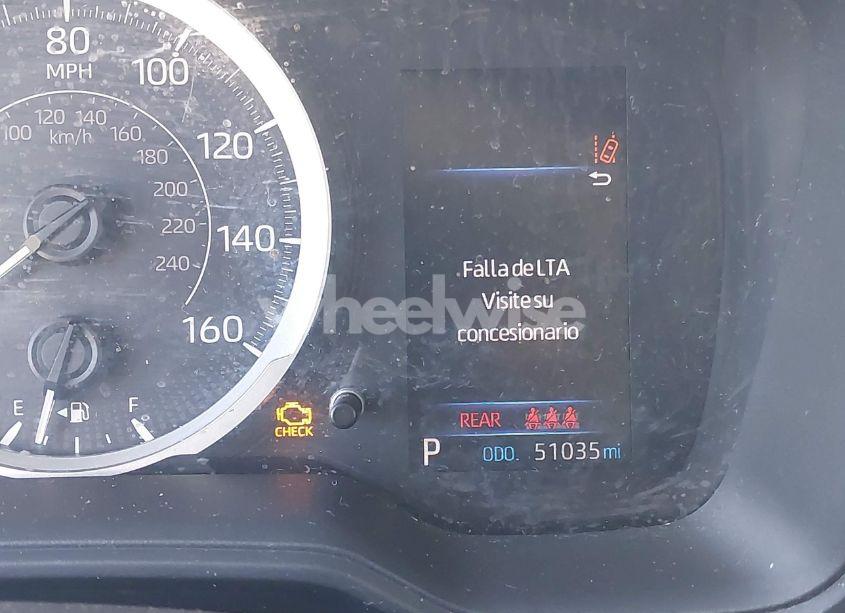 80
MPH
100
120
140
160
100 120 140 160
km/h
180
200
220
240
E F
CHECK
Falla de LTA
Visite su
concesionario
REAR
P ODO. 51035 mi
wheelwise